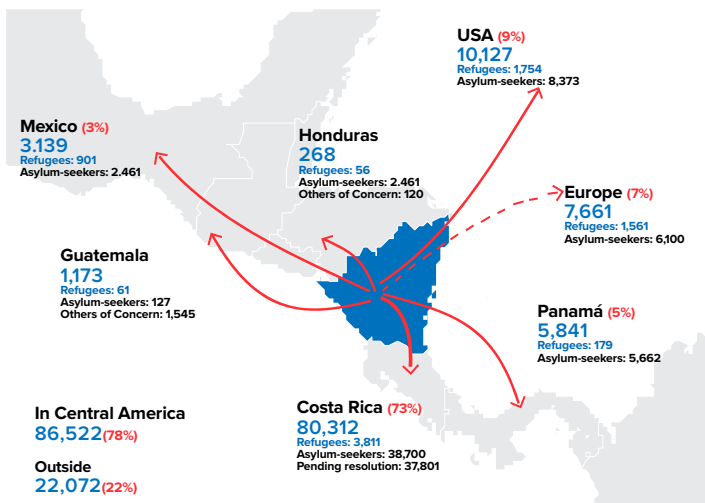 USA (9%)
10,127
Refugees: 1,754
Asylum-seekers: 8,373
Mexico (3%)
3.139
Refugees: 901
Asylum-seekers: 2.461
Honduras
268
Refugees: 56
Asylum-seekers: 2.461
Others of Concern: 120
Europe (7%)
7,661
Refugees: 1,561
Asylum-seekers: 6,100
Guatemala
1,173
Refugees: 61
Asylum-seekers: 127
Others of Concern: 1,545
Panamá (5%)
5,841
Refugees: 179
Asylum-seekers: 5,662
In Central America
86,522(78%)
Outside
22,072(22%)
Costa Rica (73%)
80,312
Refugees: 3,811
Asylum-seekers: 38,700
Pending resolution: 37,801